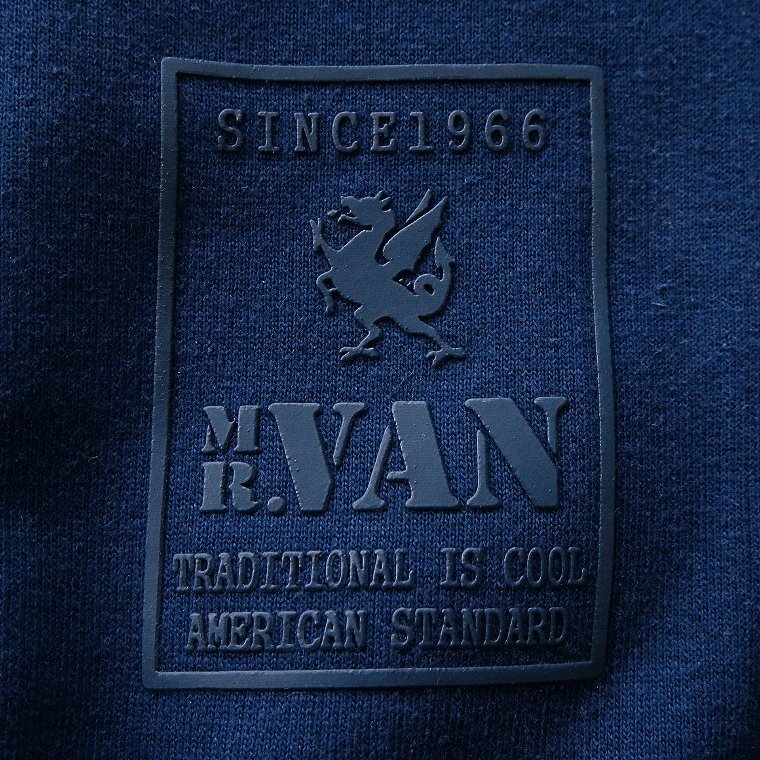 SINCE1966
MR.VAN
TRADITIONAL IS COOL
AMERICAN STANDARD